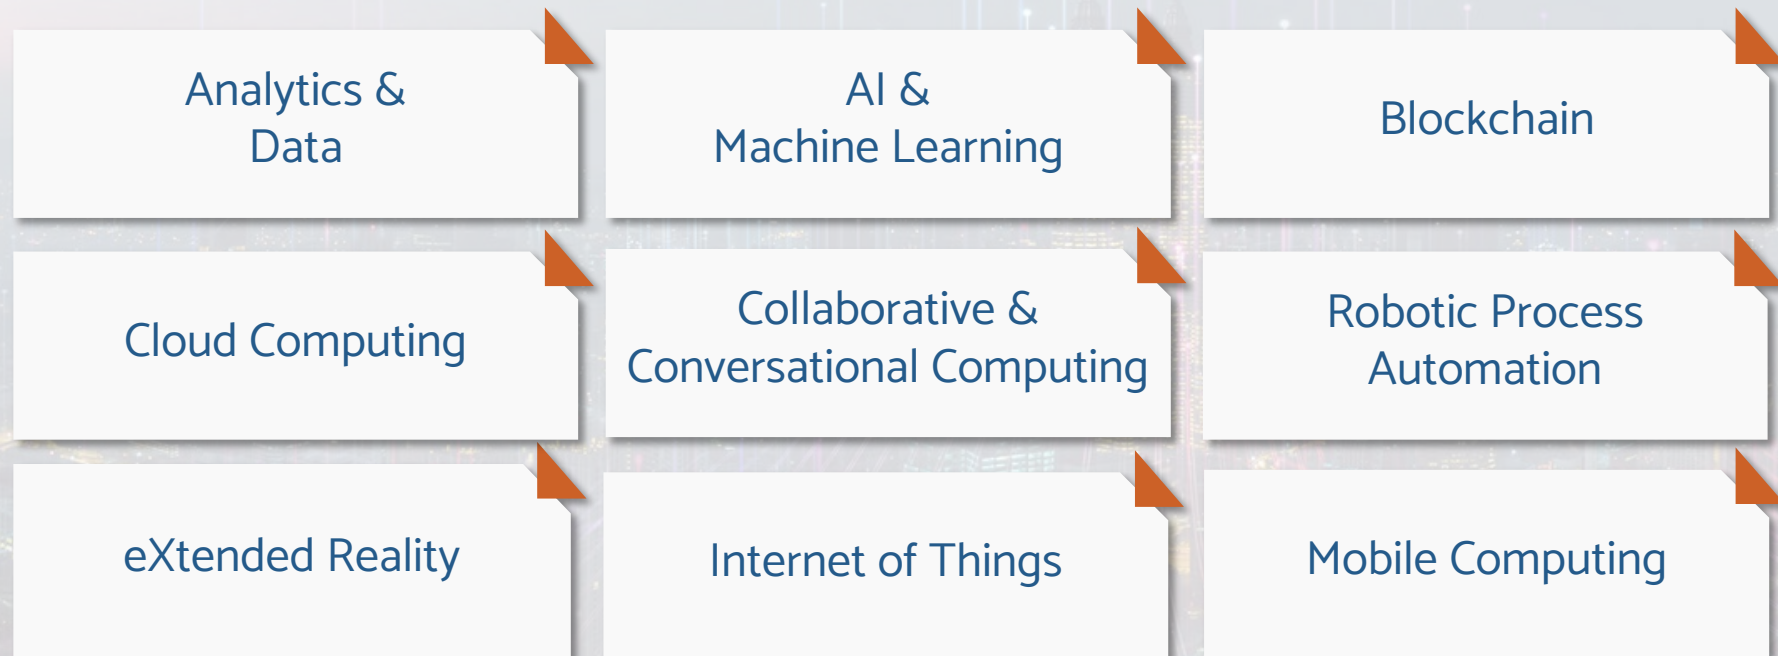 Analytics &
Data
AI &
Machine Learning
Blockchain
Cloud Computing
Collaborative &
Conversational Computing
Robotic Process
Automation
eXtended Reality
Internet of Things
Mobile Computing